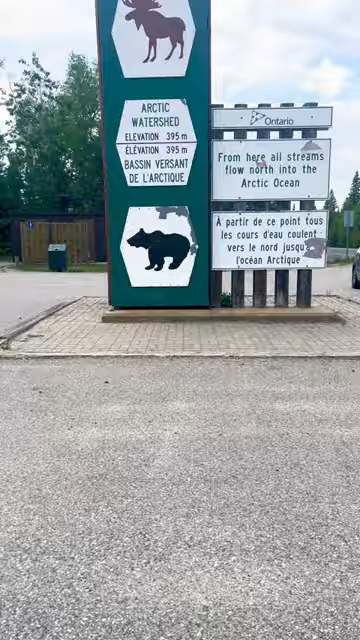 ARCTIC
WATERSHED
ELEVATION 395 m
ÉLÉVATION 395 m
BASSIN VERSANT
DE L'ARCTIQUE
Ontario
From here all streams
flow north into the
Arctic Ocean
À partir de ce point tous
les cours d'eau coulent
vers le nord jusqu'à
l'océan Arctique